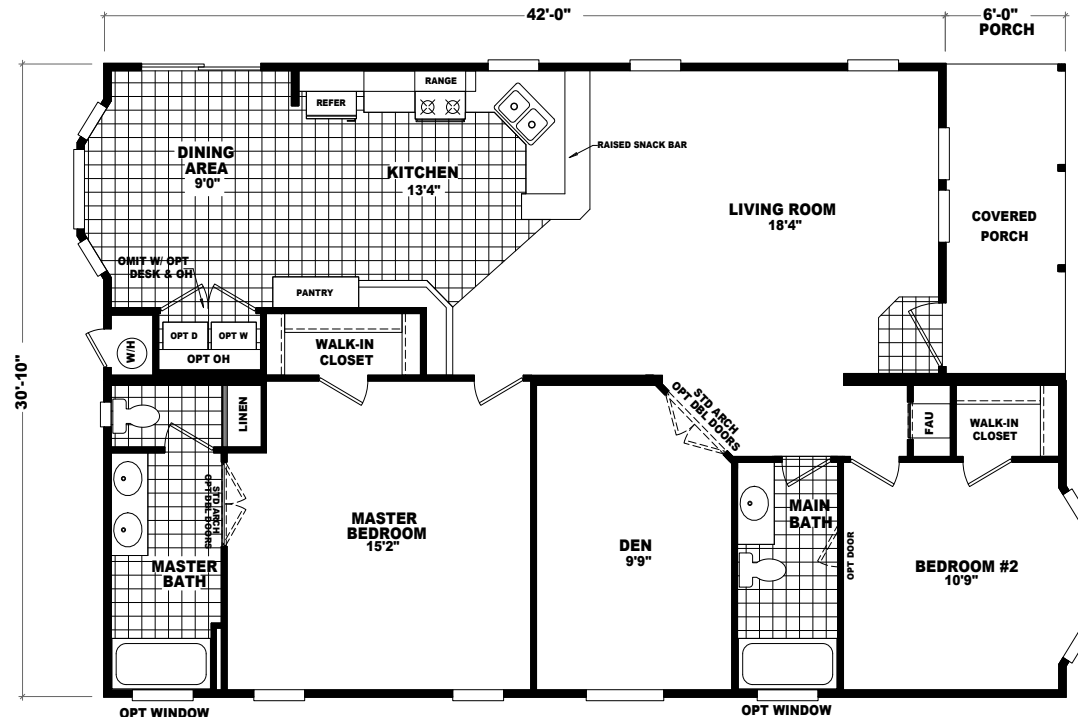 42'-0"
6'-0"
PORCH
30'-10"
RANGE
REFER
DINING
AREA
9'0"
KITCHEN
13'4"
RAISED SNACK BAR
LIVING ROOM
18'4"
COVERED
PORCH
OMIT W/ OPT
DESK & OH
PANTRY
W/H
OPT D
OPT W
OPT OH
WALK-IN
CLOSET
LINEN
STD ARCH
OPT DBL DOORS
FAU
WALK-IN
CLOSET
STD ARCH
OPT DBL DOORS
MASTER
BEDROOM
15'2"
MASTER
BATH
DEN
9'9"
MAIN
BATH
OPT DOOR
BEDROOM #2
10'9"
OPT WINDOW
OPT WINDOW